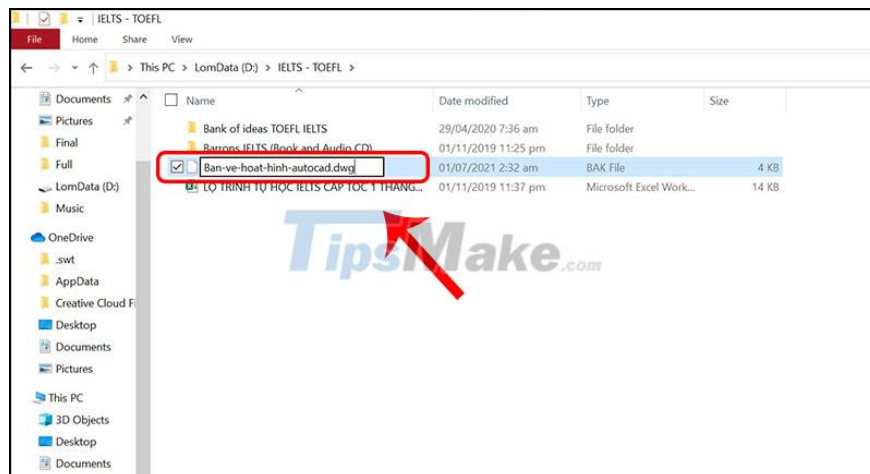 IELTS - TOEFL
File Home Share View
This PC > LomData (D:) > IELTS - TOEFL >
Documents
Pictures
Final
Full
LomData (D:)
Music
OneDrive
.swt
AppData
Creative Cloud Fi
Desktop
Documents
Pictures
This PC
3D Objects
Desktop
Documents
Name Date modified Type Size
Bank of ideas TOEFL IELTS 29/04/2020 7:36 am File folder
Barrons IELTS (Book and Audio CD) 01/11/2019 11:25 pm File folder
Ban-ve-hoat-hinh-autocad.dwg 01/07/2021 2:32 am BAK File 4 KB
LỘ TRÌNH TỰ HỌC IELTS CẤP TỐC 1 THÁNG... 01/11/2019 11:37 pm Microsoft Excel Work... 14 KB
TipsMake.com